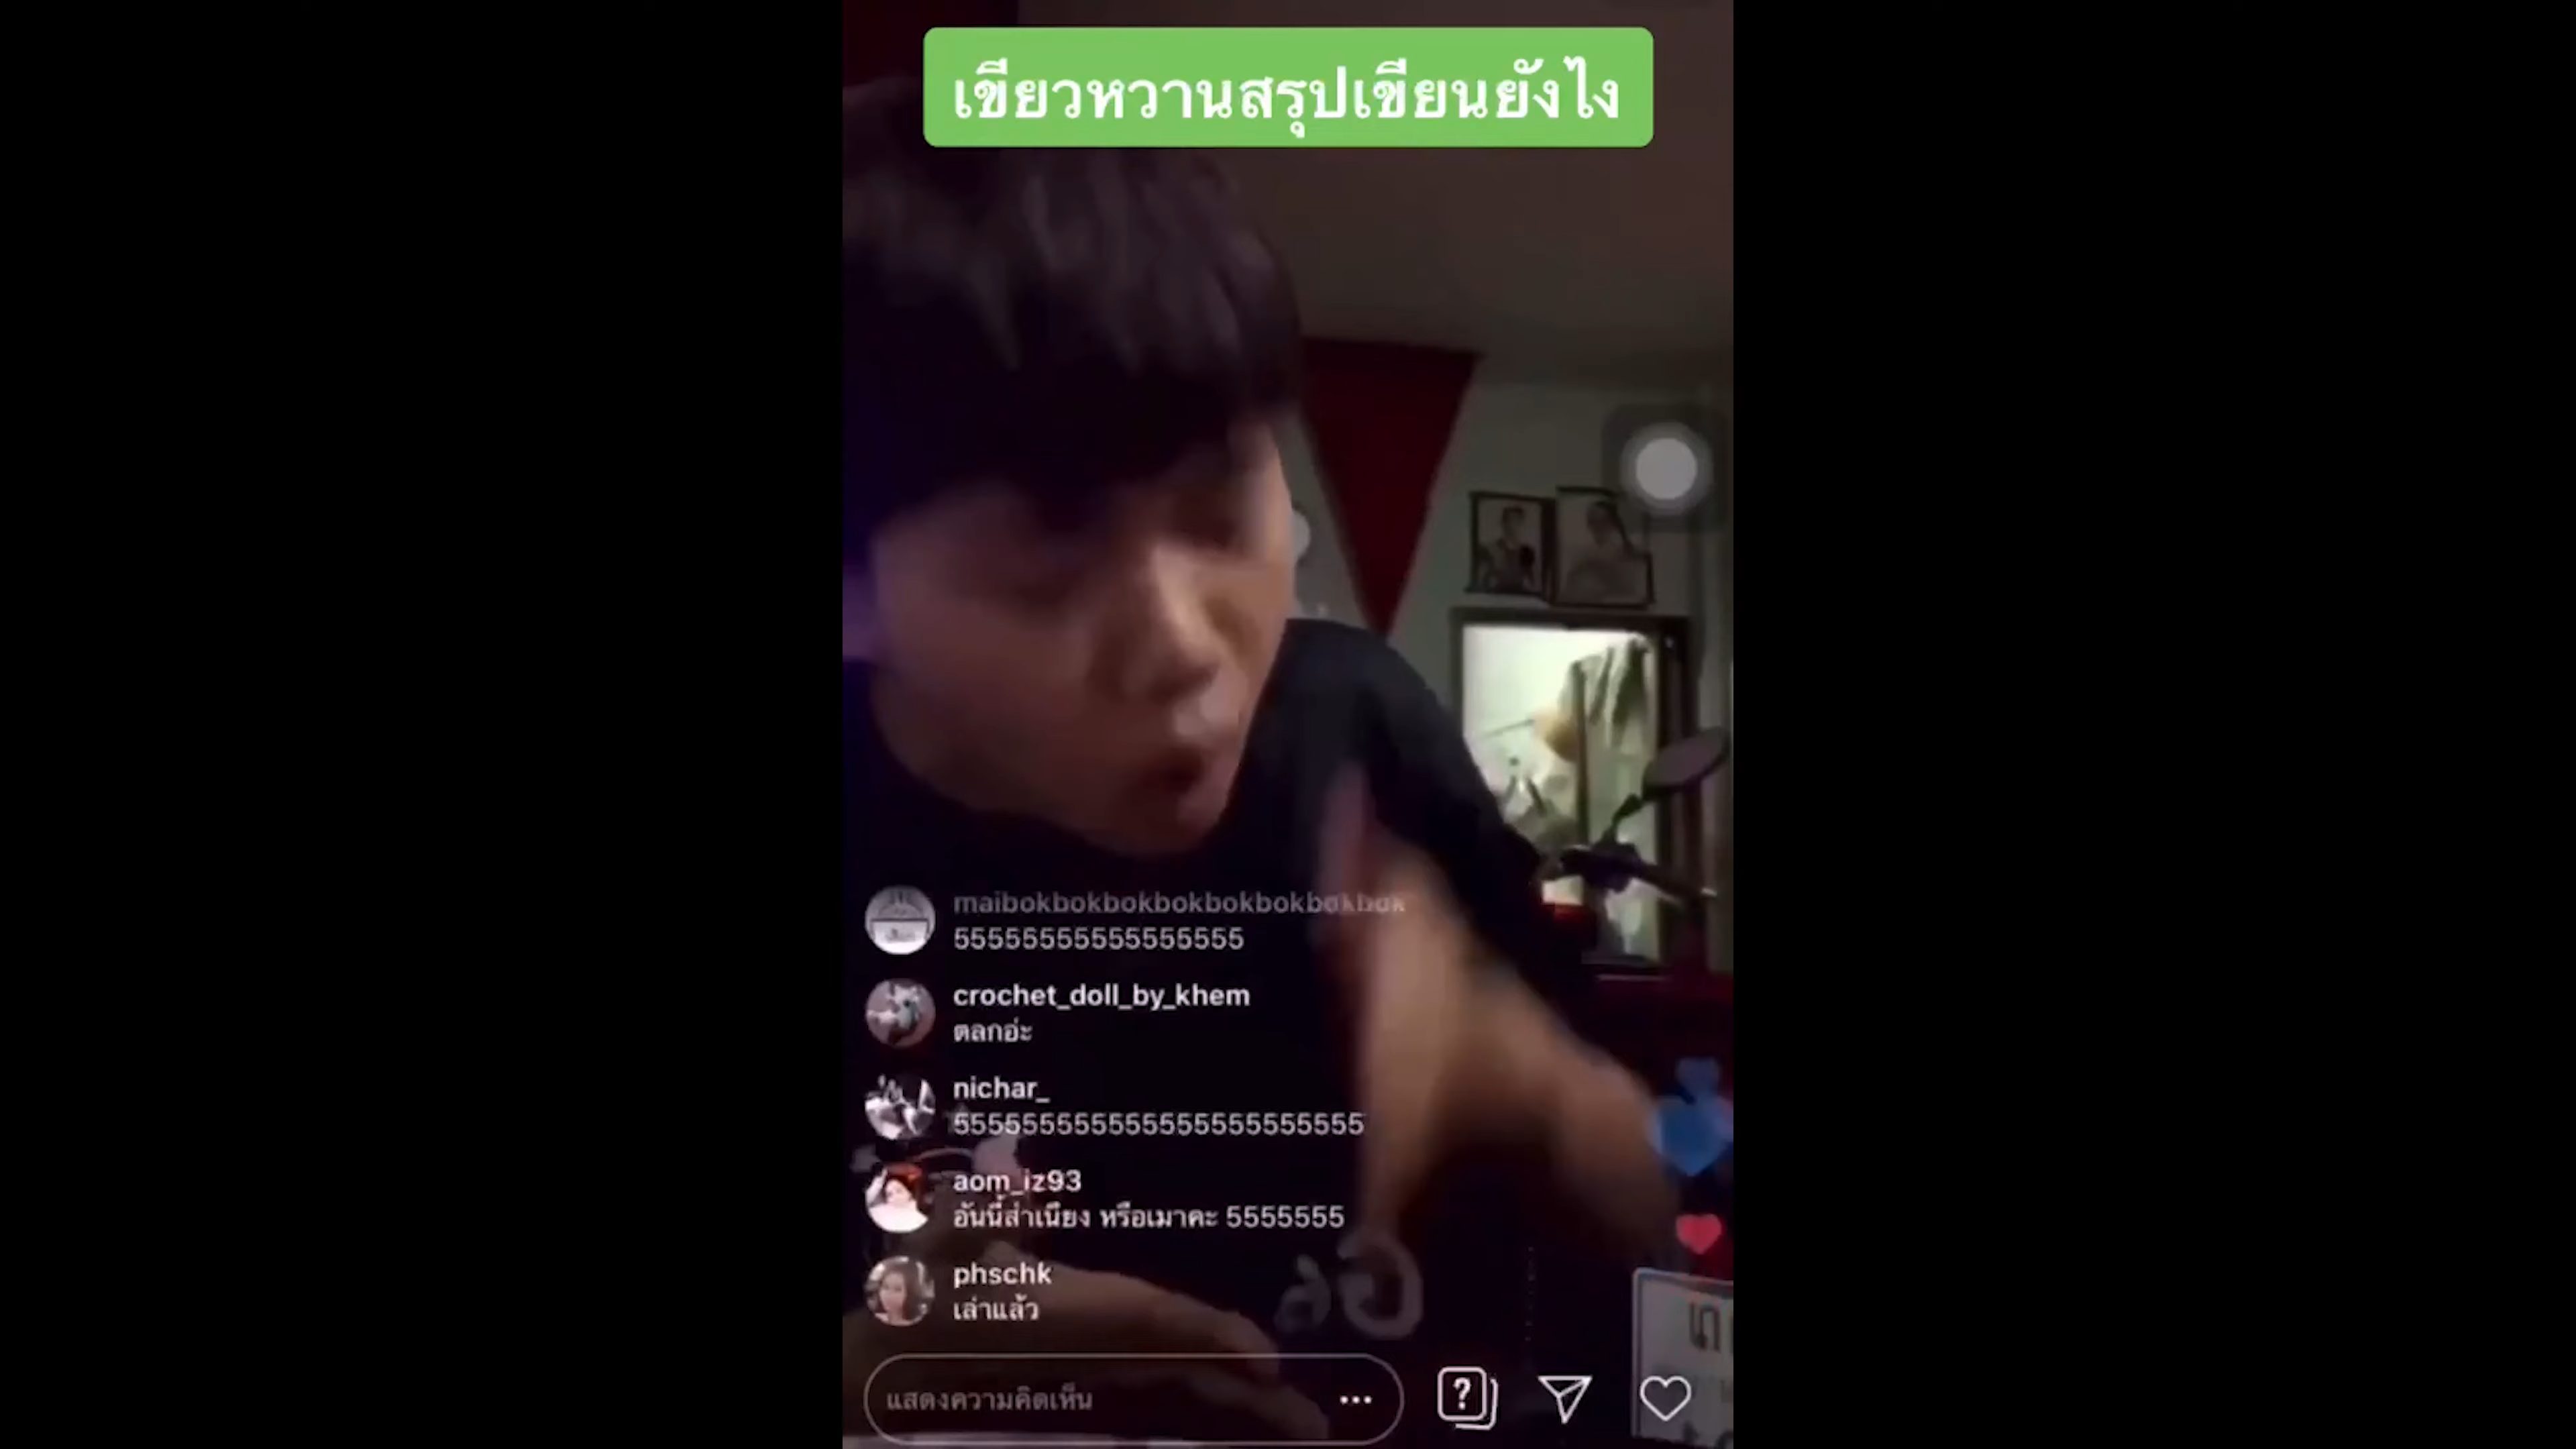 เขียวหวานสรุปเขียนยังไง
maibokbokbokbokbokbokbokbok
55555555555555555
crochet_doll_by_khem
ตลกอ่ะ
nichar_
555555555555555555555555
aom_iz93
อันนี้สำเนียง หรือเมาคะ 5555555
phschk
เล่าแล้ว
แสดงความคิดเห็น